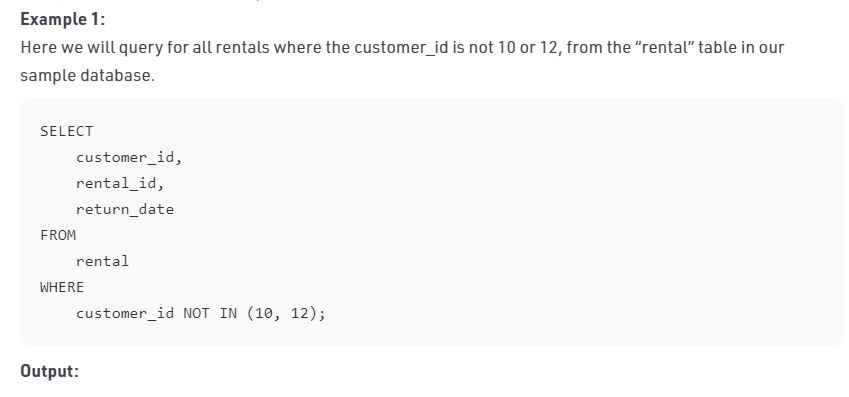 Example 1:
Here we will query for all rentals where the customer_id is not 10 or 12, from the “rental” table in our
sample database.
SELECT
    customer_id,
    rental_id,
    return_date
FROM
    rental
WHERE
    customer_id NOT IN (10, 12);
Output: